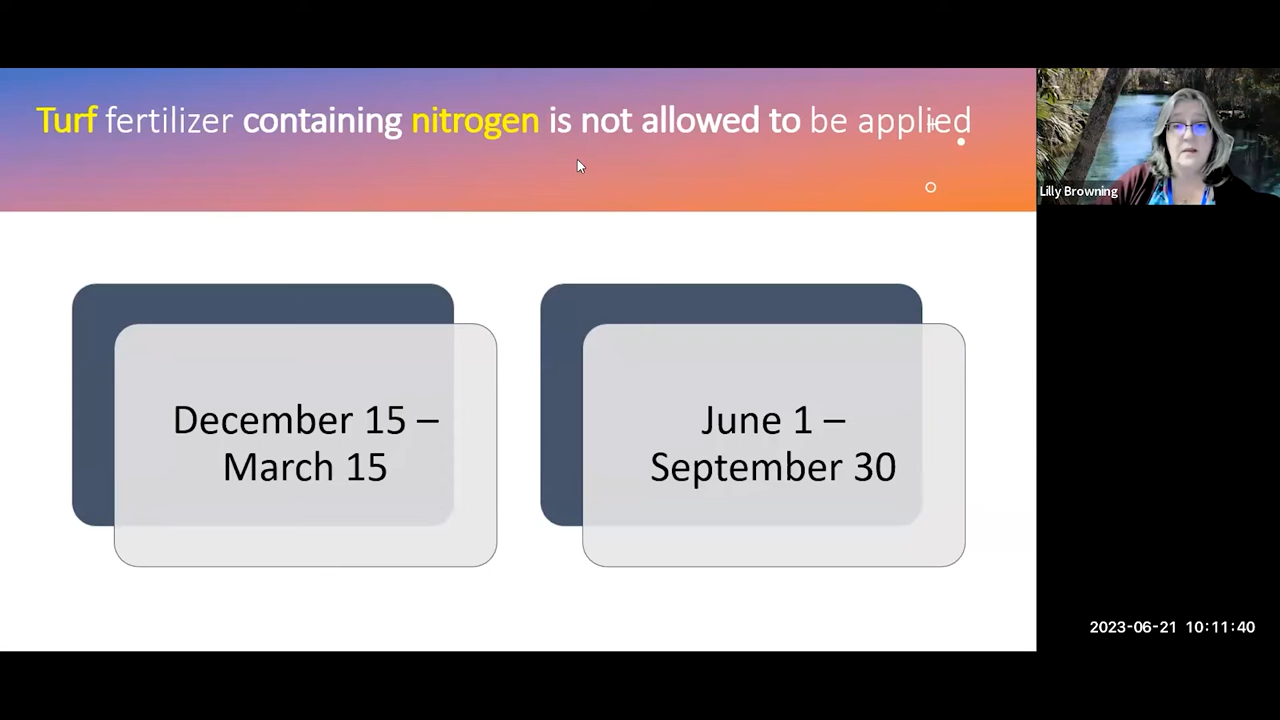 Turf fertilizer containing nitrogen is not allowed to be applied
Lilly Browning
December 15 –
March 15
June 1 –
September 30
2023-06-21 10:11:40